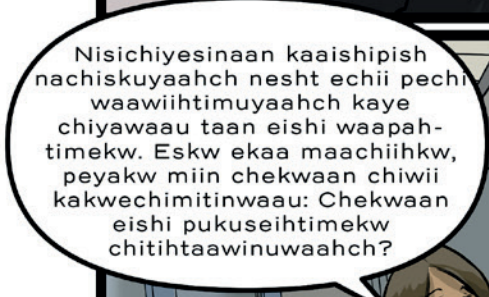 Nisichiyesinaan kaaishipish
nachiskuyaahch nesht echii pechi
waawiihtimuyaahch kaye
chiyawaau taan eishi waapah-
timekw. Eskw ekaa maachiihkw,
peyakw miin chekwaan chiwii
kakwechimitinwaau: Chekwaan
eishi pukuseihtimekw
chitihtaawinuwaahch?